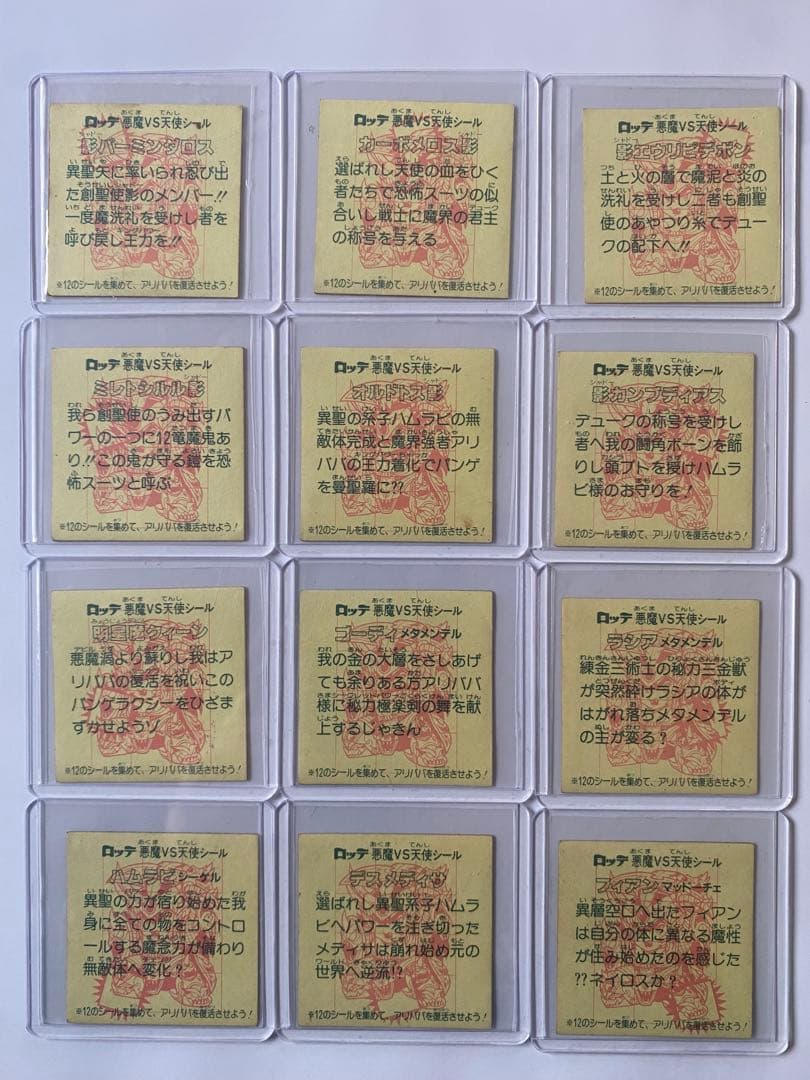 ロッテ 悪魔VS天使シール
影バーミンダロス
異聖矢に率いられ忍び出
た創聖使影のメンバー!!
一度魔洗礼を受けし者を
呼び戻し王力を!!
※12のシールを集めて、アリババを復活させよう!
ロッテ 悪魔VS天使シール
カーボメロス影
選ばれし天使の血をひく
者たちで恐怖スーツの似
合いし戦士に魔界の君主
の称号を与える
※12のシールを集めて、アリババを復活させよう!
ロッテ 悪魔VS天使シール
影エウリピデポン
土と火の層で魔泥と炎の
洗礼を受けし二者も創聖
使のあやつり糸でデュー
クの配下へ!!
※12のシールを集めて、アリババを復活させよう!
ロッテ 悪魔VS天使シール
ミレトシルル影
我ら創聖使のうみ出すパ
ワーの一つに12竜魔鬼あ
り!!この鬼が守る鎧を恐
怖スーツと呼ぶ
※12のシールを集めて、アリババを復活させよう!
ロッテ 悪魔VS天使シール
オルドトス影
異聖の系子ハムラビの無
敵体完成と魔界強者アリ
ババの王力着化でパンゲ
を曼聖羅に??
※12のシールを集めて、アリババを復活させよう!
ロッテ 悪魔VS天使シール
影カンブティアス
デュークの称号を受けし
者へ我の闘角ボーンを飾
りし頭ブトを授けハムラ
ビ様のお守りを!
※12のシールを集めて、アリババを復活させよう!
ロッテ 悪魔VS天使シール
明星魔クィーン
悪魔渦より蘇りし我はア
リババの復活を祝いこの
パンゲラクシーをひざま
ずかせようゾ
※12のシールを集めて、アリババを復活させよう!
ロッテ 悪魔VS天使シール
ゴーディメタメンデル
我の金の大層をさしあげ
ても余りある方アリババ
様に秘力極楽剣の舞を献
上するじゃきん
※12のシールを集めて、アリババを復活させよう!
ロッテ 悪魔VS天使シール
ラシアメタメンデル
練金三術士の秘力三金獣
が突然砕けラシアの体が
はがれ落ちメタメンデル
の主が変る?
※12のシールを集めて、アリババを復活させよう!
ロッテ 悪魔VS天使シール
ハムラビシーゲル
異聖の力が宿り始めた我
身に全ての物をコントロ
ールする魔念力が備わり
無敵体へ変化?
※12のシールを集めて、アリババを復活させよう!
ロッテ 悪魔VS天使シール
デスメディサ
選ばれし異聖系子ハムラ
ビへパワーを注ぎ切った
メディサは崩れ始め元の
世界へ逆流!?
※12のシールを集めて、アリババを復活させよう!
ロッテ 悪魔VS天使シール
フィアンマットーチェ
異層空口へ出たフィアン
は自分の体に異なる魔性
が住み始めたのを感じた
??ネイロスか?
※12のシールを集めて、アリババを復活させよう!